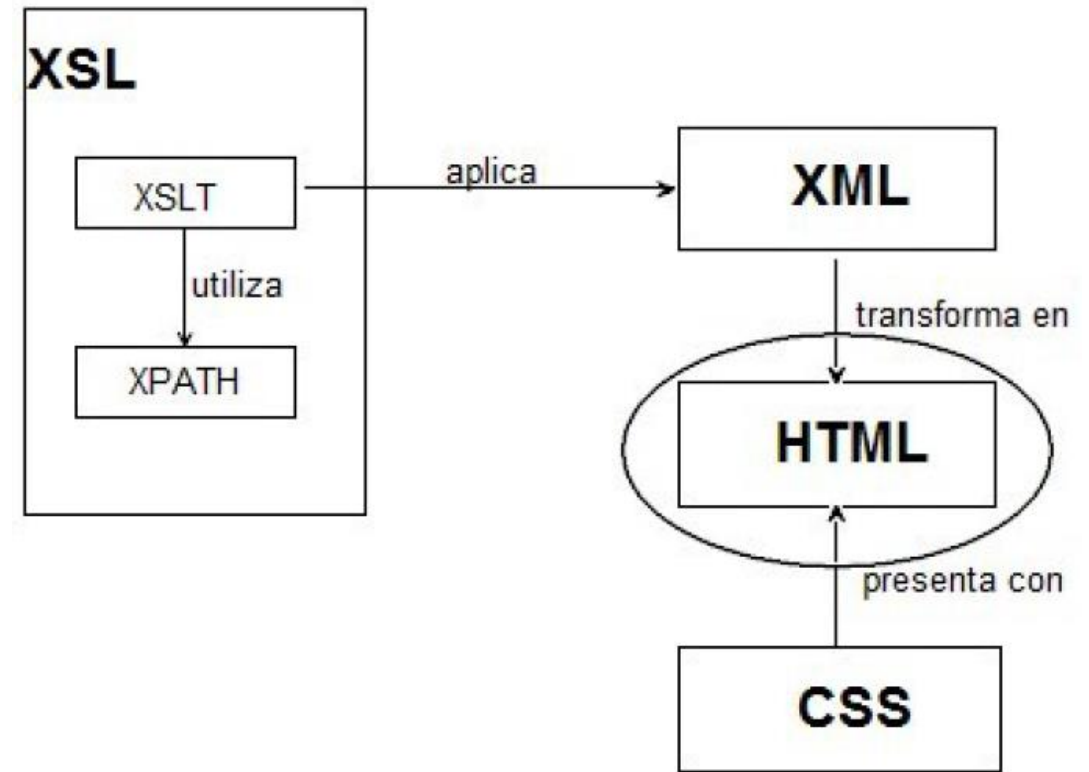 XSL
XSLT
aplica
XML
utiliza
transforma en
XPATH
HTML
presenta con
CSS